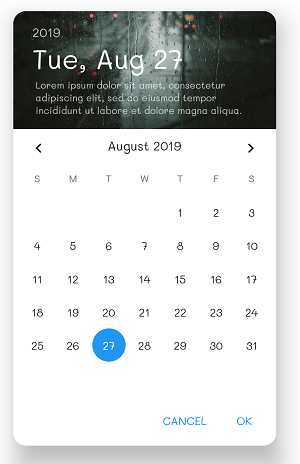 2019
Tue, Aug 27
Lorem ipsum dolor sit amet, consectetur
adipiscing elit, sed do eiusmod tempor
incididunt ut labore et dolore magna aliqua.
August 2019
S M T W T F S
1 2 3
4 5 6 7 8 9 10
11 12 13 14 15 16 17
18 19 20 21 22 23 24
25 26 27 28 29 30 31
CANCEL OK